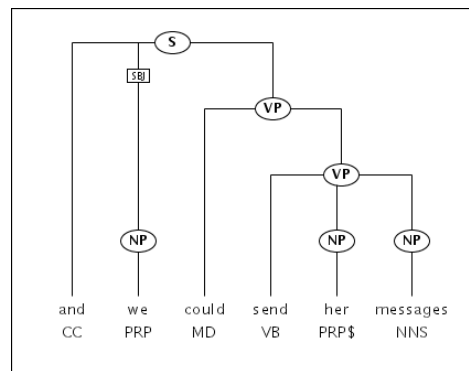 S
SBJ
VP
VP
NP NP NP
and we could send her messages
CC PRP MD VB PRP$ NNS